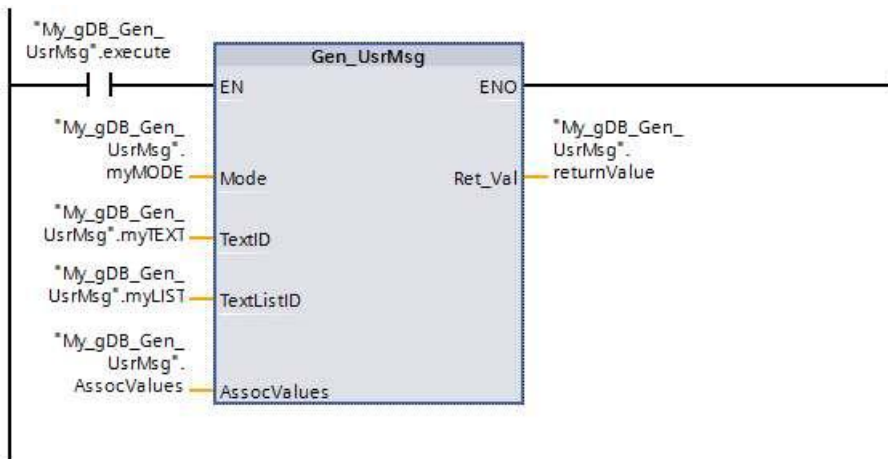 "My_gDB_Gen_
UsrMsg".execute
Gen_UsrMsg
EN
ENO
"My_gDB_Gen_
UsrMsg".
myMODE
Mode
Ret_Val
"My_gDB_Gen_
UsrMsg".
returnValue
"My_gDB_Gen_
UsrMsg".myTEXT
TextID
"My_gDB_Gen_
UsrMsg".myLIST
TextListID
"My_gDB_Gen_
UsrMsg".
AssocValues
AssocValues